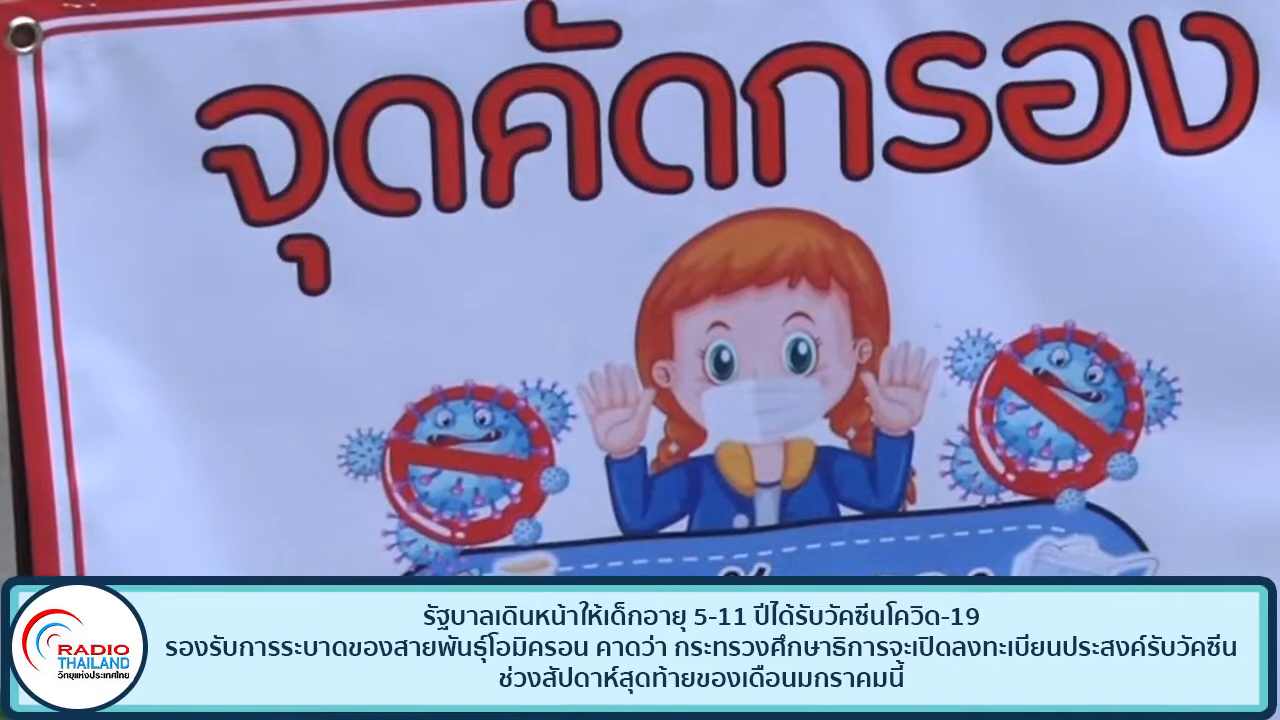 จุดคัดกรอง
รัฐบาลเดินหน้าให้เด็กอายุ 5-11 ปีได้รับวัคซีนโควิด-19
รองรับการระบาดของสายพันธุ์โอมิครอน คาดว่า กระทรวงศึกษาธิการจะเปิดลงทะเบียนประสงค์รับวัคซีน
ช่วงสัปดาห์สุดท้ายของเดือนมกราคมนี้
RADIO
THAILAND
วิทยุแห่งประเทศไทย